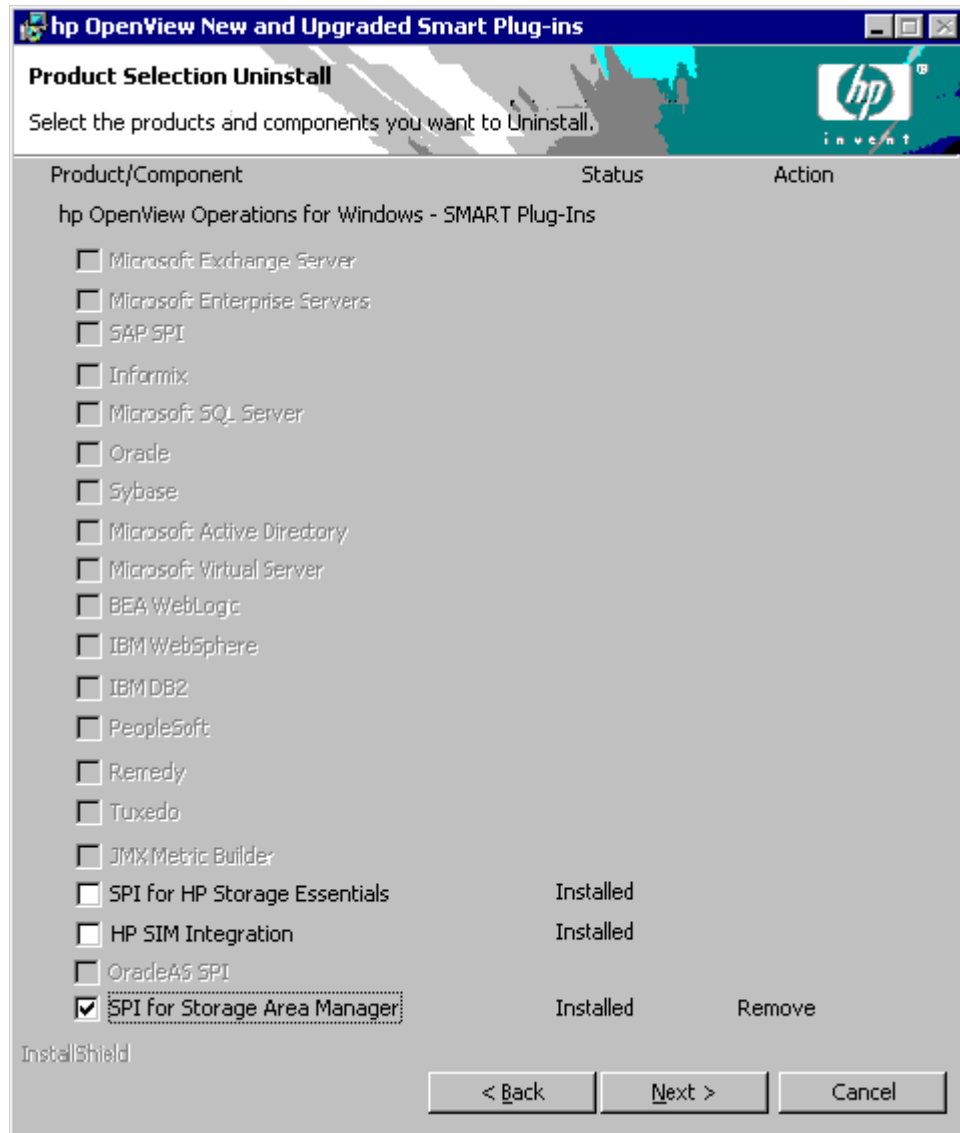 hp OpenView New and Upgraded Smart Plug-ins
Product Selection Uninstall
Select the products and components you want to Uninstall.
hp
®
invent
Product/Component Status Action
hp OpenView Operations for Windows - SMART Plug-Ins
Microsoft Exchange Server
Microsoft Enterprise Servers
SAP SPI
Informix
Microsoft SQL Server
Oracle
Sybase
Microsoft Active Directory
Microsoft Virtual Server
BEA WebLogic
IBM WebSphere
IBM DB2
PeopleSoft
Remedy
Tuxedo
JMX Metric Builder
SPI for HP Storage Essentials Installed
HP SIM Integration Installed
OracleAS SPI
SPI for Storage Area Manager Installed Remove
InstallShield
< Back Next > Cancel